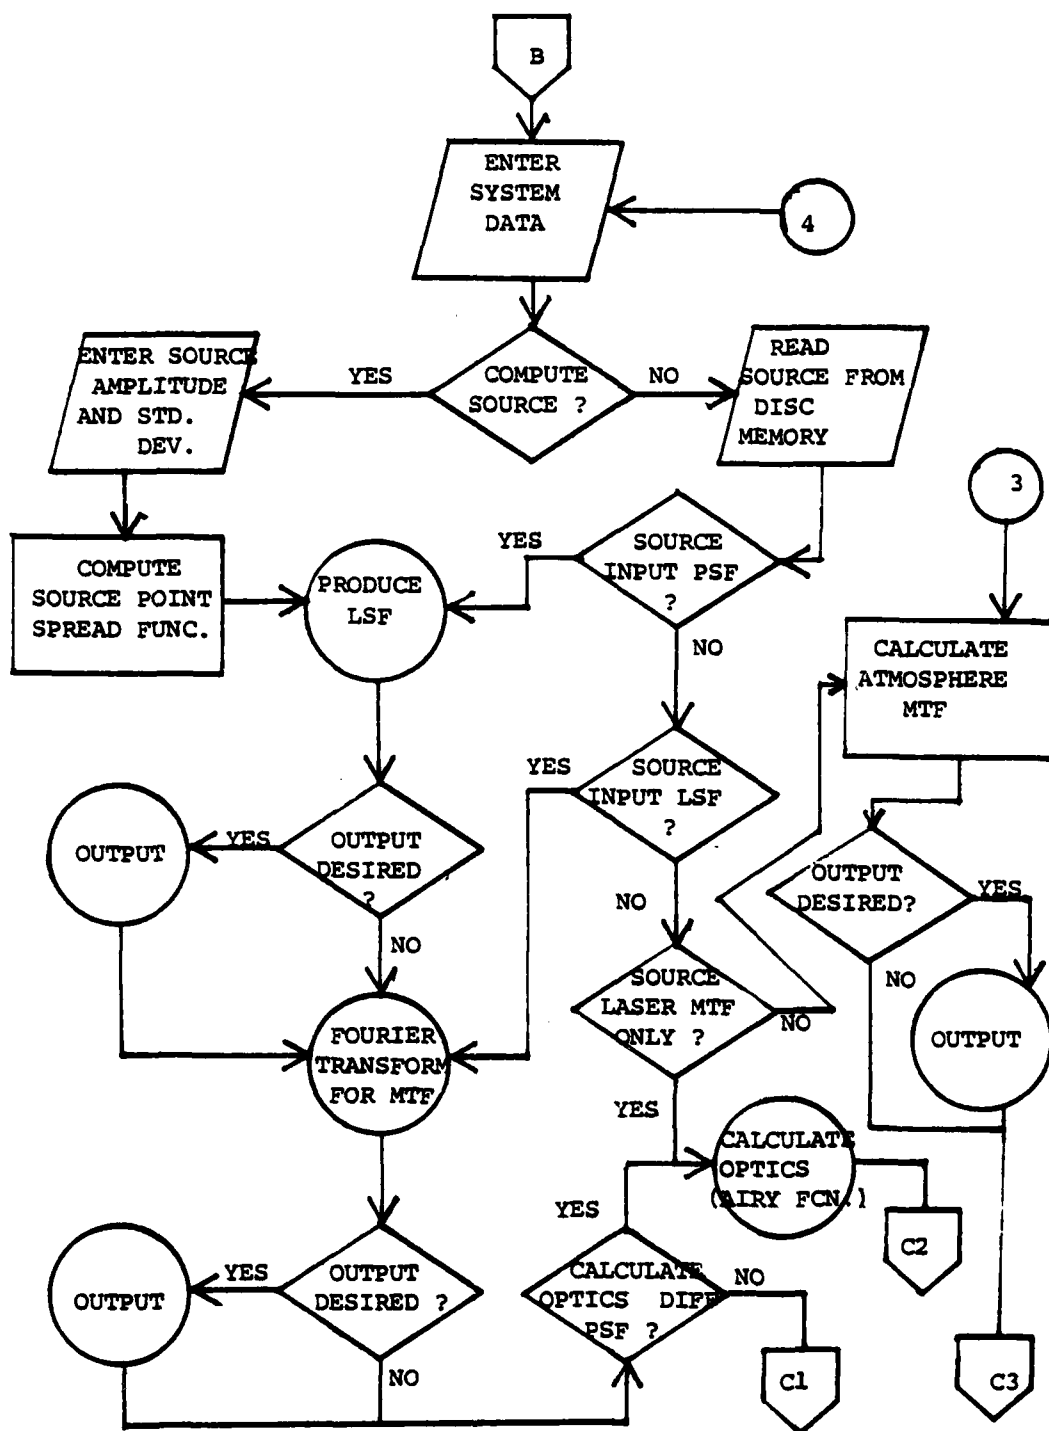 B
ENTER
SYSTEM
DATA
4
ENTER SOURCE
AMPLITUDE
AND STD.
DEV.
YES
COMPUTE
SOURCE ?
NO
READ
SOURCE FROM
DISC
MEMORY
3
COMPUTE
SOURCE POINT
SPREAD FUNC.
PRODUCE
LSF
YES
SOURCE
INPUT PSF
?
NO
CALCULATE
ATMOSPHERE
MTF
YES
SOURCE
INPUT LSF
?
NO
OUTPUT
YES
OUTPUT
DESIRED
?
NO
OUTPUT
DESIRED?
YES
NO
OUTPUT
SOURCE
LASER MTF
ONLY ?
NO
YES
FOURIER
TRANSFORM
FOR MTF
CALCULATE
OPTICS
(AIRY FCN.)
YES
C2
OUTPUT
YES
OUTPUT
DESIRED ?
NO
CALCULATE
OPTICS DIFF
PSF ?
NO
C1
C3